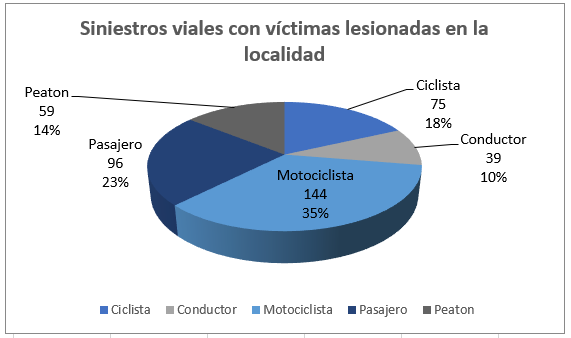 Siniestros viales con víctimas lesionadas en la
localidad
Peaton
59
14%
Ciclista
75
18%
Conductor
39
10%
Pasajero
96
23%
Motociclista
144
35%
Ciclista
Conductor
Motociclista
Pasajero
Peaton